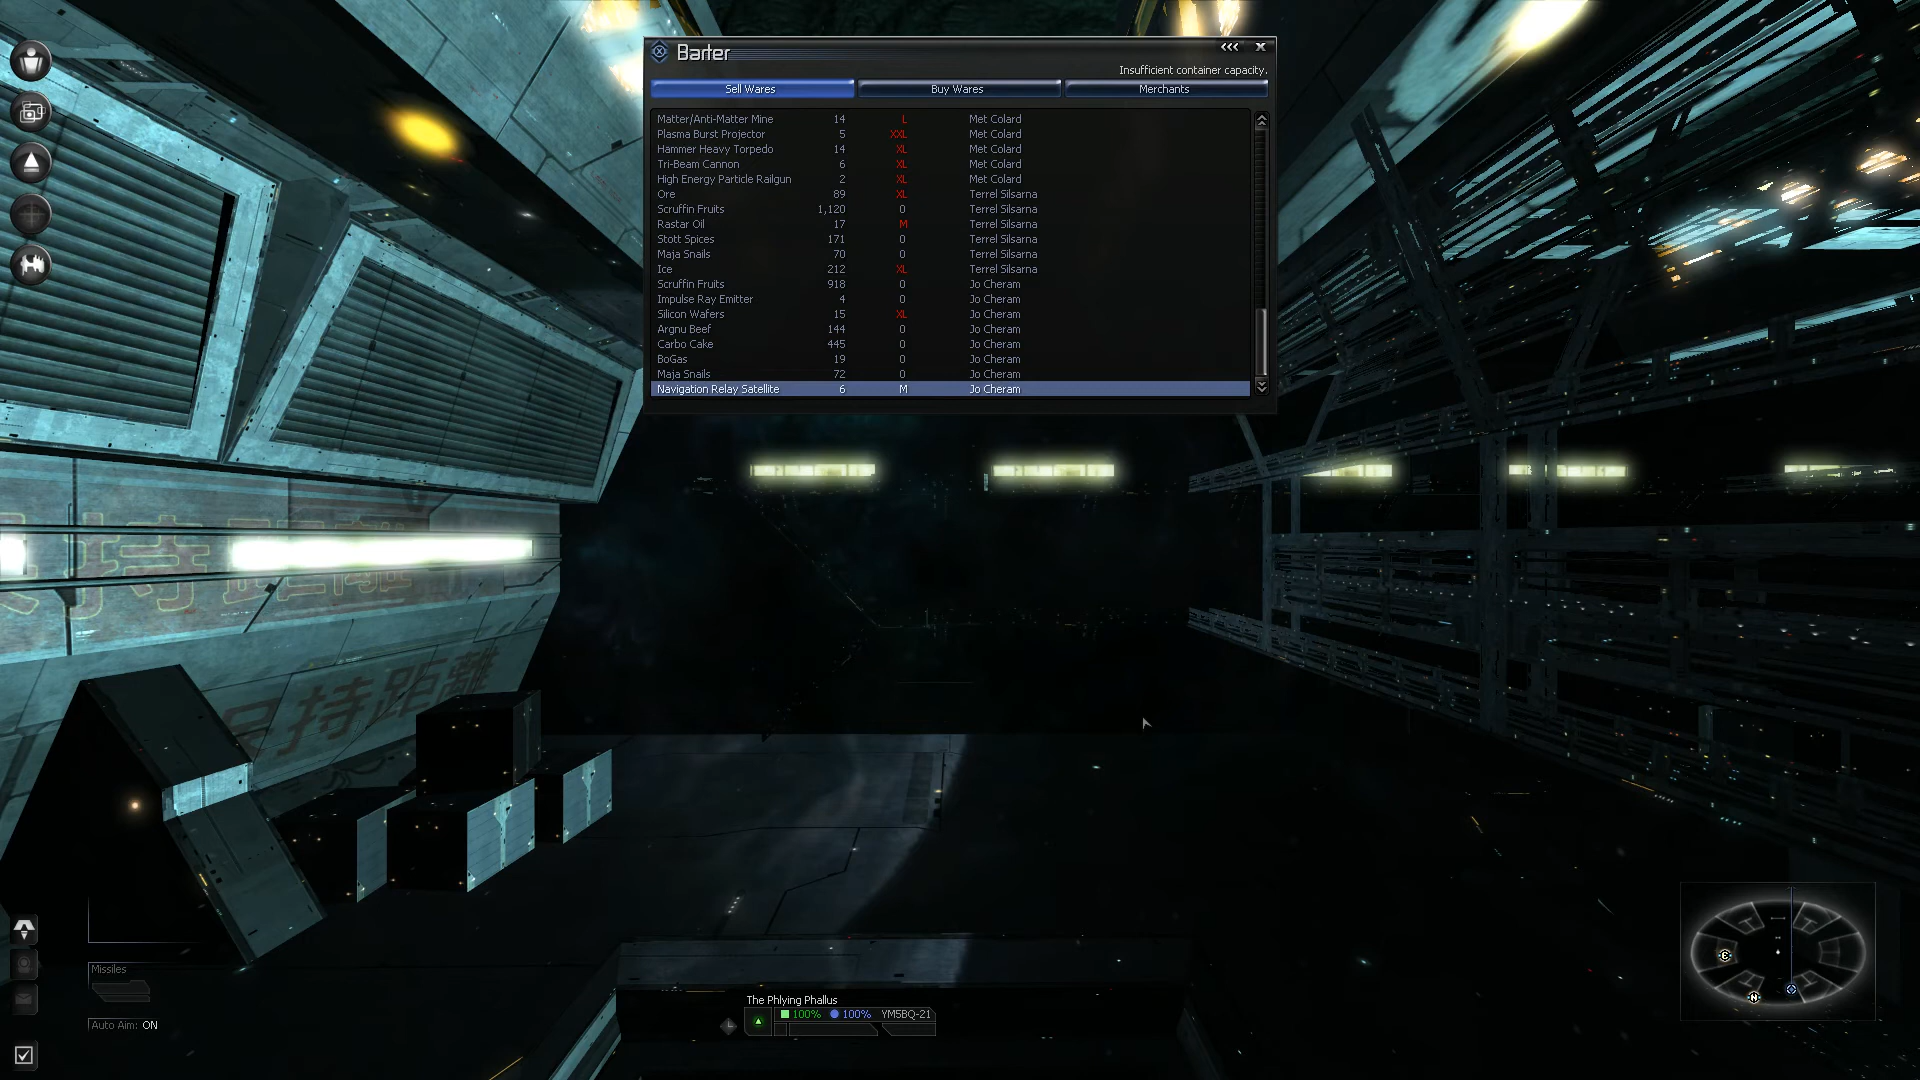 Barter
Insufficient container capacity.
Sell Wares Buy Wares Merchants
Matter/Anti-Matter Mine 14 L Met Colard
Plasma Burst Projector 5 XXL Met Colard
Hammer Heavy Torpedo 14 XL Met Colard
Tri-Beam Cannon 6 XL Met Colard
High Energy Particle Railgun 2 XL Met Colard
Ore 89 XL Terrel Silsarna
Scruffin Fruits 1,120 0 Terrel Silsarna
Rastar Oil 17 M Terrel Silsarna
Stott Spices 171 0 Terrel Silsarna
Maja Snails 70 0 Terrel Silsarna
Ice 212 XL Terrel Silsarna
Scruffin Fruits 918 0 Jo Cheram
Impulse Ray Emitter 4 0 Jo Cheram
Silicon Wafers 15 XL Jo Cheram
Argnu Beef 144 0 Jo Cheram
Carbo Cake 445 0 Jo Cheram
BoGas 19 0 Jo Cheram
Maja Snails 72 0 Jo Cheram
Navigation Relay Satellite 6 M Jo Cheram
持距離
持距離
Missiles
Auto Aim: ON
The Phlying Phallus
100% 100% YM5BQ-21
N